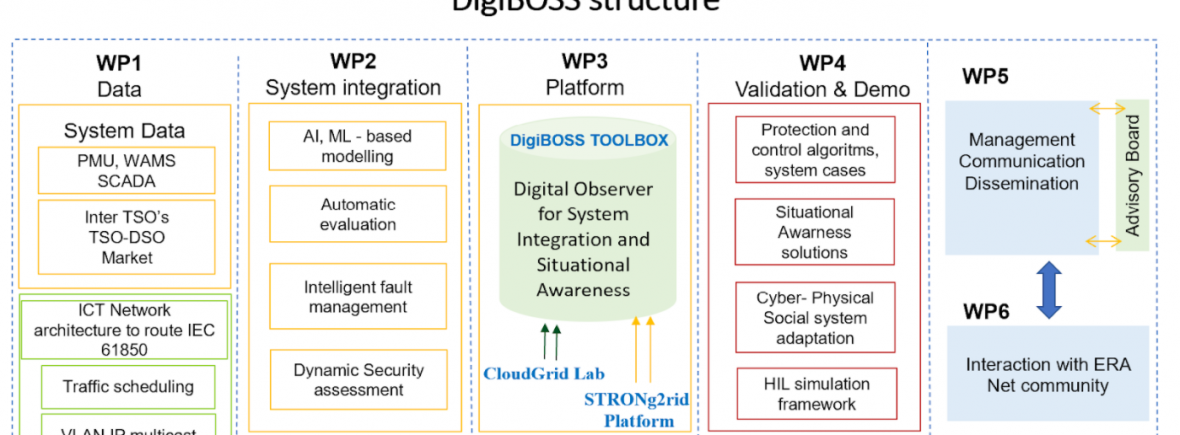 DigiBOSS structure
WP1
Data
System Data
PMU, WAMS
SCADA
Inter TSO's
TSO-DSO
Market
ICT Network
architecture to route IEC
61850
Traffic scheduling
VLAN IP multicast
WP2
System integration
AI, ML - based
modelling
Automatic
evaluation
Intelligent fault
management
Dynamic Security
assessment
WP3
Platform
DigiBOSS TOOLBOX
Digital Observer
for System
Integration and
Situational
Awareness
CloudGrid Lab
STRONg2rid
Platform
WP4
Validation & Demo
Protection and
control algoritms,
system cases
Situational
Awarness
solutions
Cyber- Physical
Social system
adaptation
HIL simulation
framework
WP5
Management
Communication
Dissemination
Advisory Board
WP6
Interaction with ERA
Net community